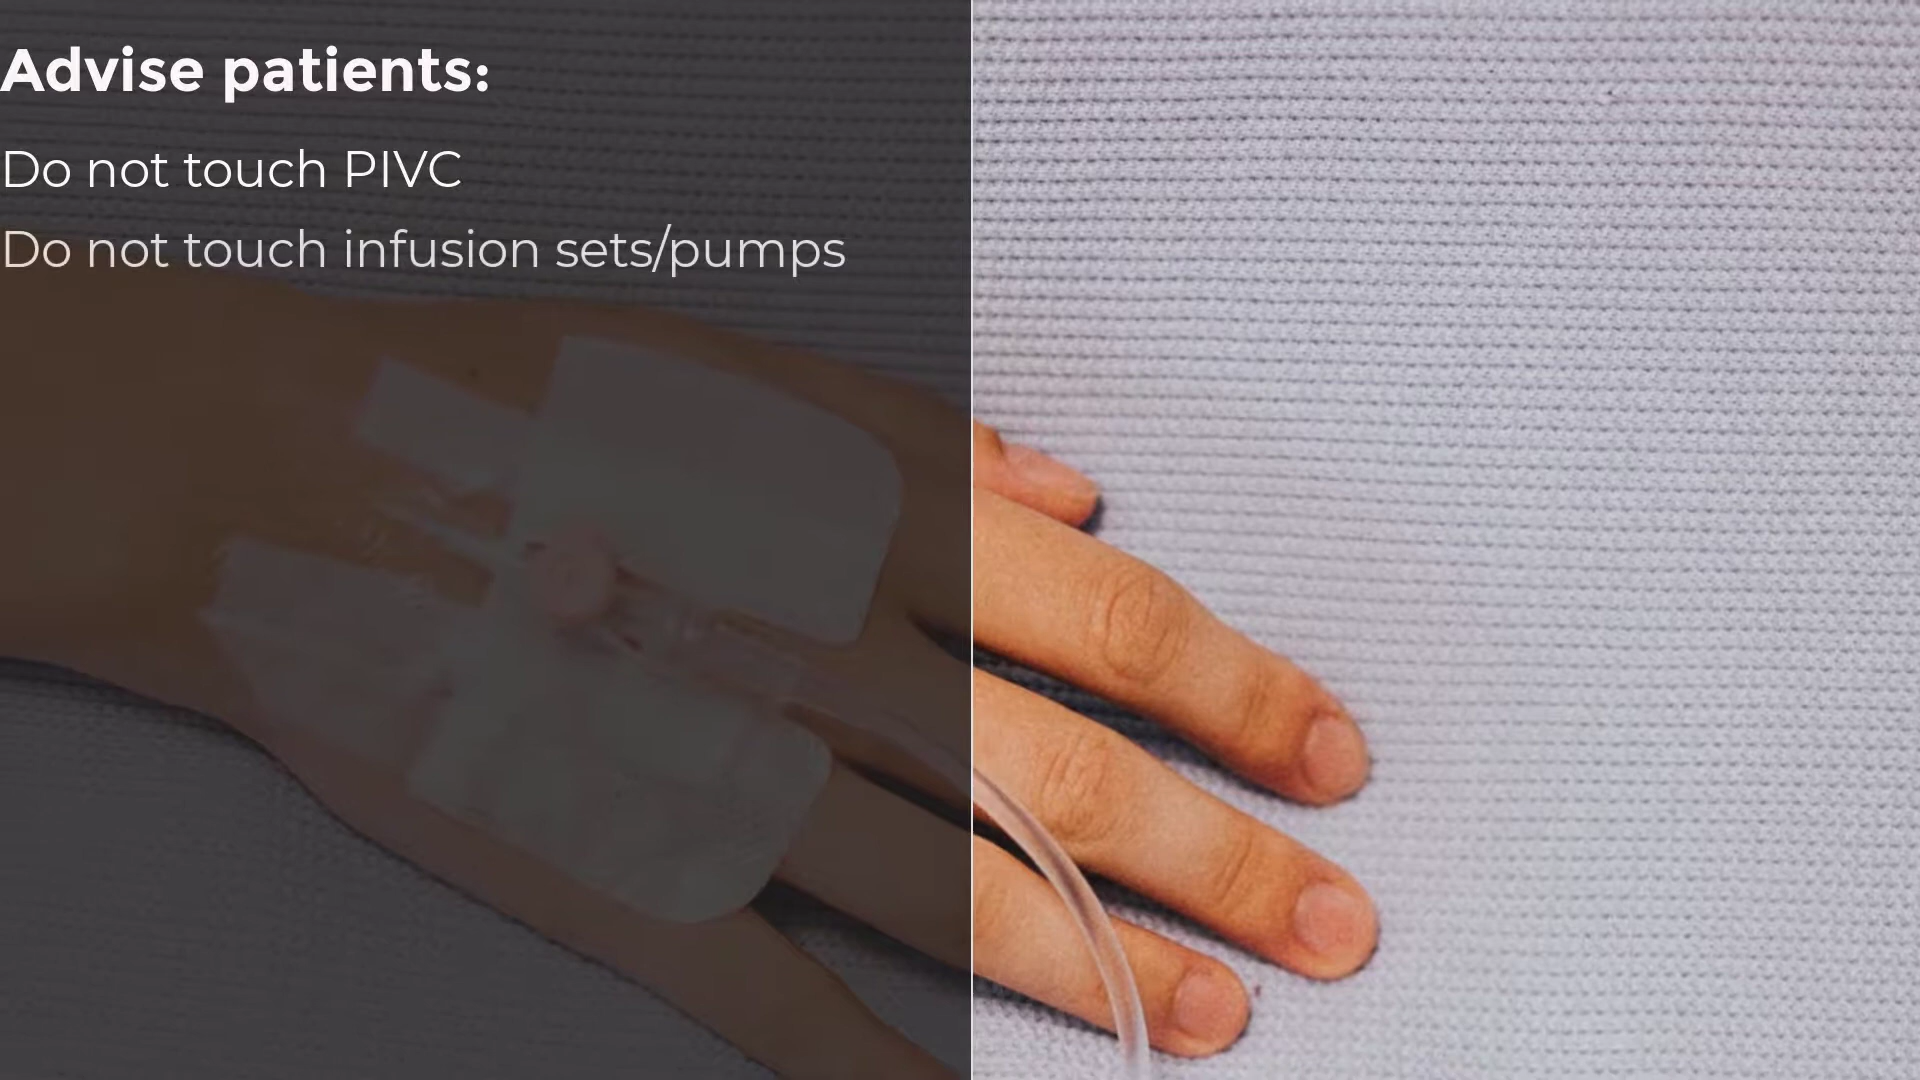 Advise patients:
Do not touch PIVC
Do not touch infusion sets/pumps